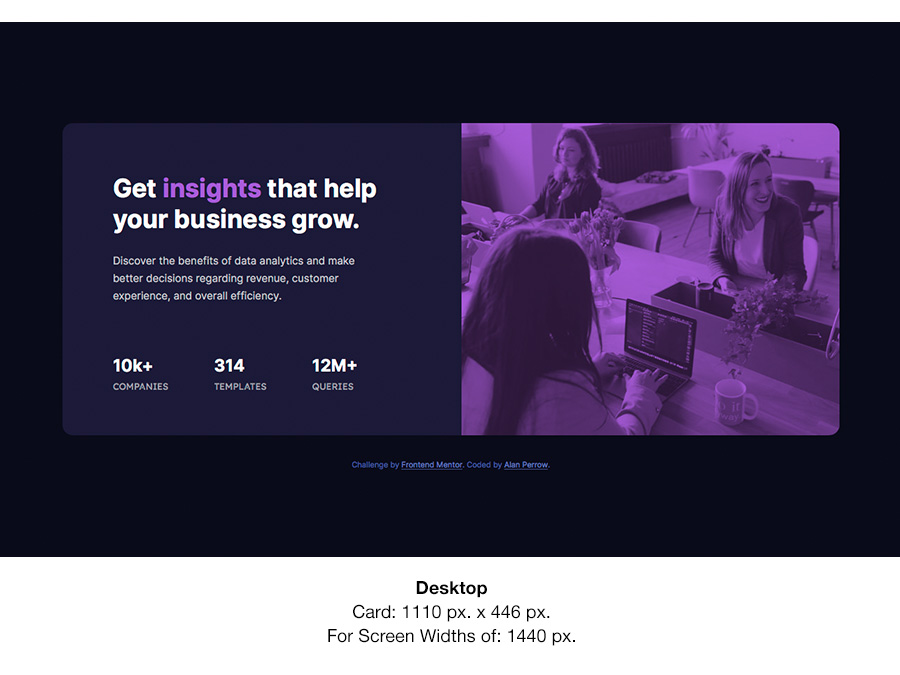 Get insights that help
your business grow.
Discover the benefits of data analytics and make
better decisions regarding revenue, customer
experience, and overall efficiency.
10k+ 314 12M+
COMPANIES TEMPLATES QUERIES
Challenge by Frontend Mentor. Coded by Alan Perrow.
Desktop
Card: 1110 px. x 446 px.
For Screen Widths of: 1440 px.